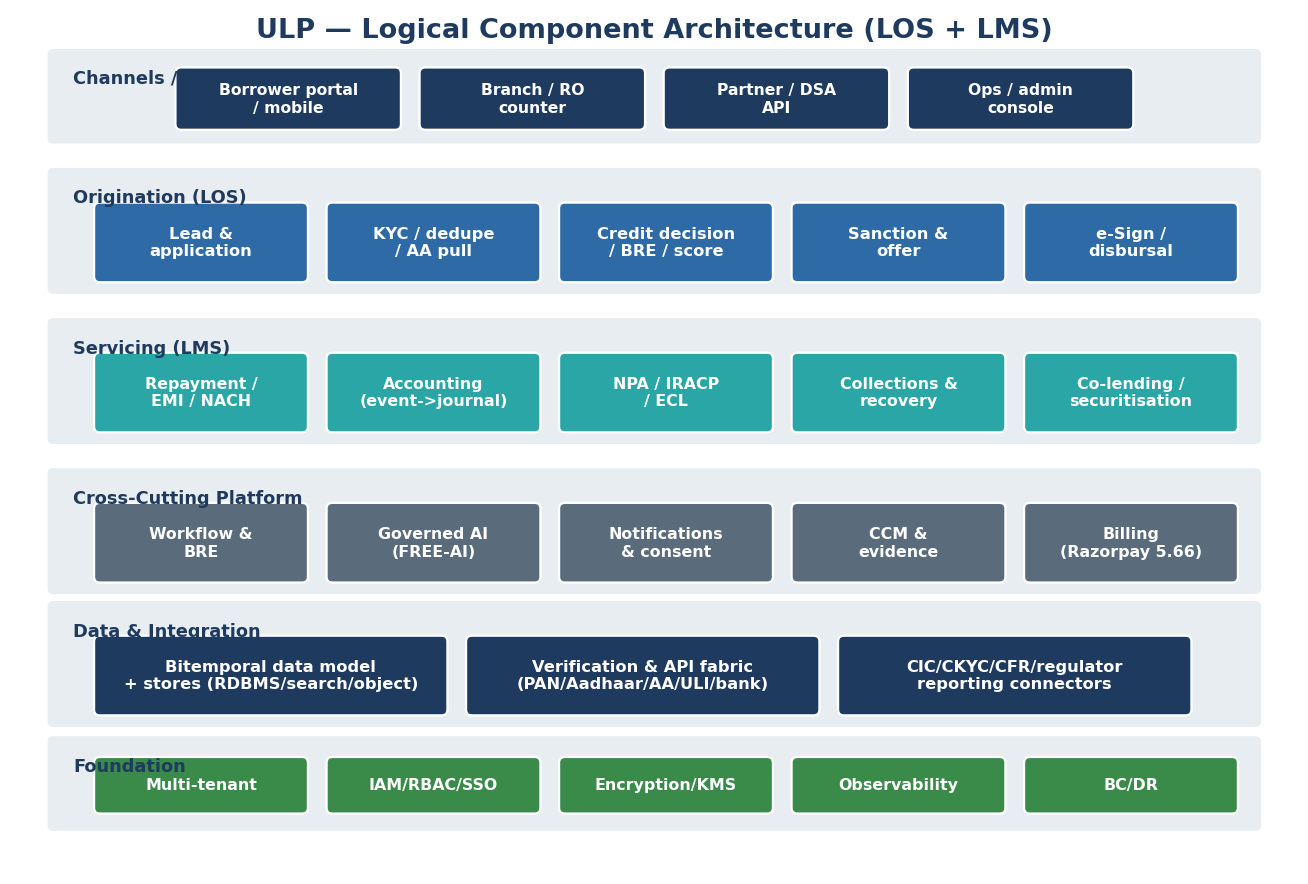 ULP — Logical Component Architecture (LOS + LMS)
Channels /
Borrower portal
/ mobile
Branch / RO
counter
Partner / DSA
API
Ops / admin
console
Origination (LOS)
Lead &
application
KYC / dedupe
/ AA pull
Credit decision
/ BRE / score
Sanction &
offer
e-Sign /
disbursal
Servicing (LMS)
Repayment /
EMI / NACH
Accounting
(event->journal)
NPA / IRACP
/ ECL
Collections &
recovery
Co-lending /
securitisation
Cross-Cutting Platform
Workflow &
BRE
Governed AI
(FREE-AI)
Notifications
& consent
CCM &
evidence
Billing
(Razorpay 5.66)
Data & Integration
Bitemporal data model
+ stores (RDBMS/search/object)
Verification & API fabric
(PAN/Aadhaar/AA/ULI/bank)
CIC/CKYC/CFR/regulator
reporting connectors
Foundation
Multi-tenant
IAM/RBAC/SSO
Encryption/KMS
Observability
BC/DR